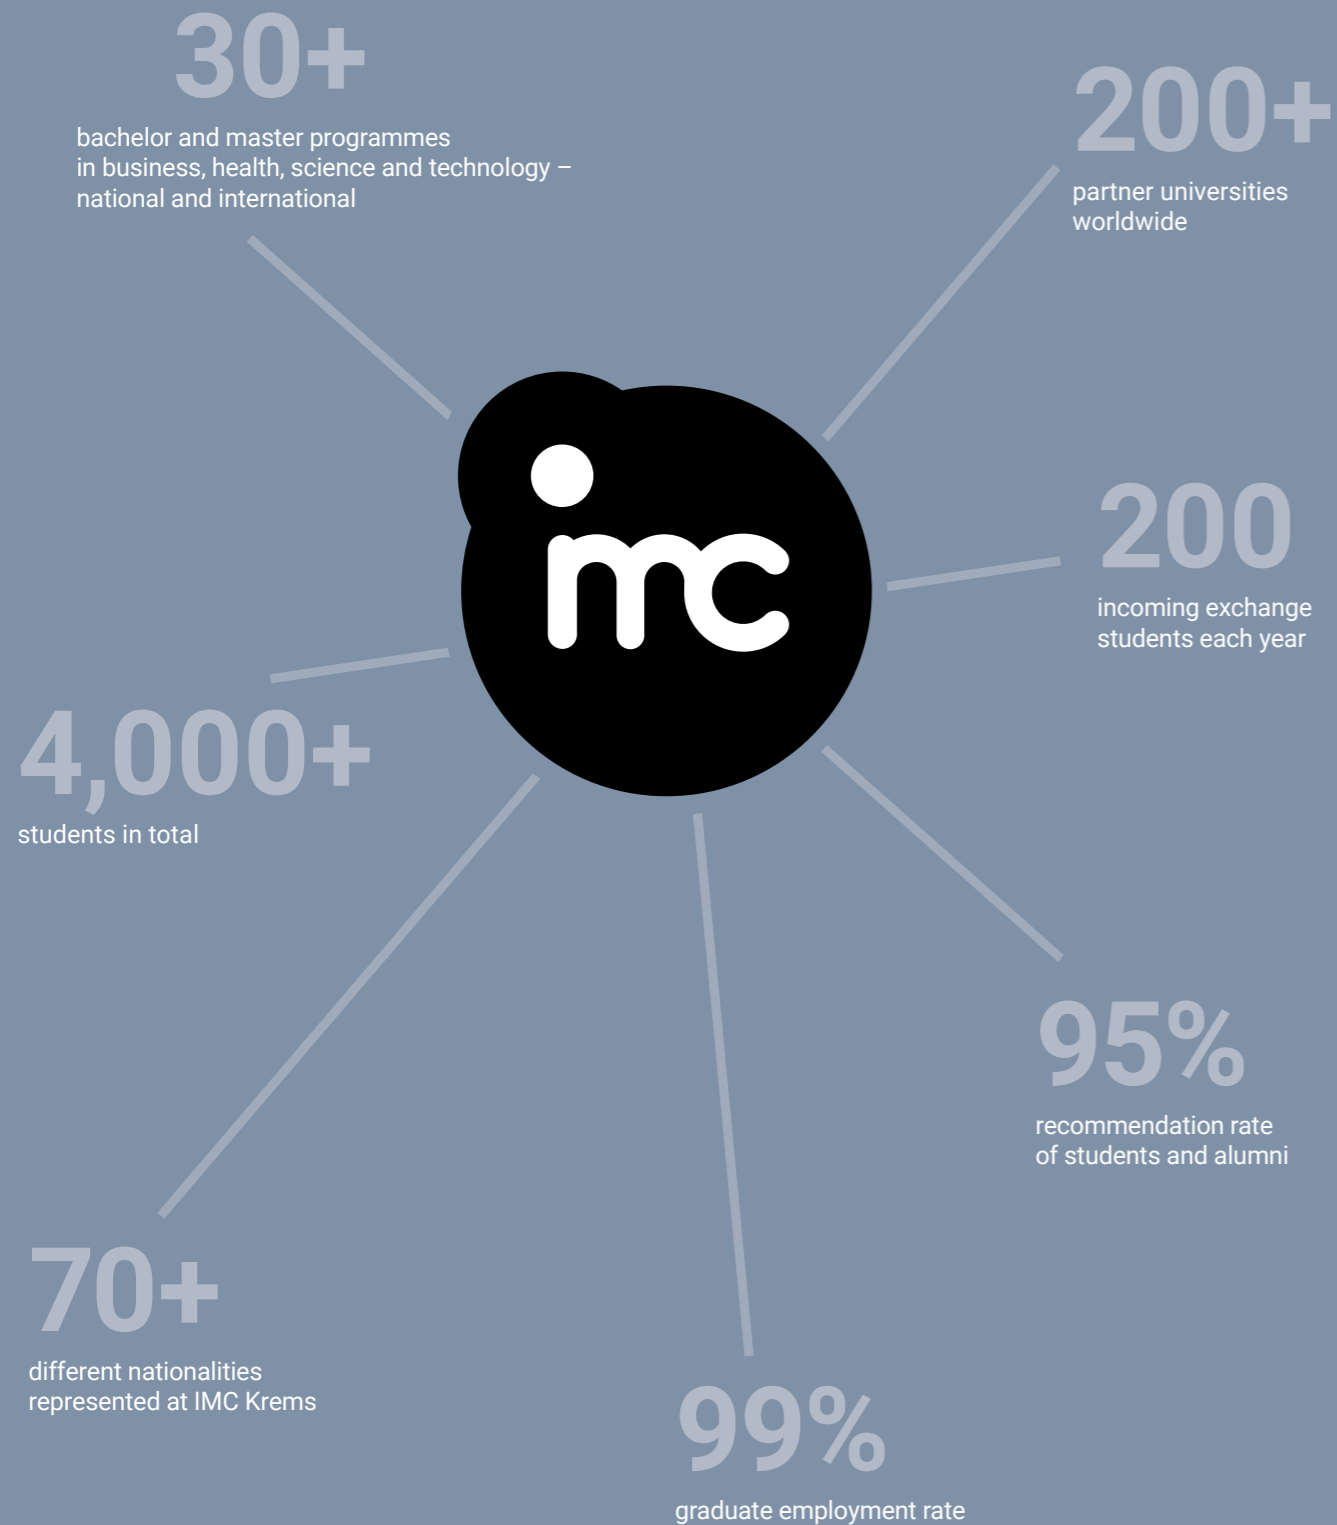 30+
bachelor and master programmes
in business, health, science and technology –
national and international
200+
partner universities
worldwide
imc
200
incoming exchange
students each year
4,000+
students in total
95%
recommendation rate
of students and alumni
70+
different nationalities
represented at IMC Krems
99%
graduate employment rate